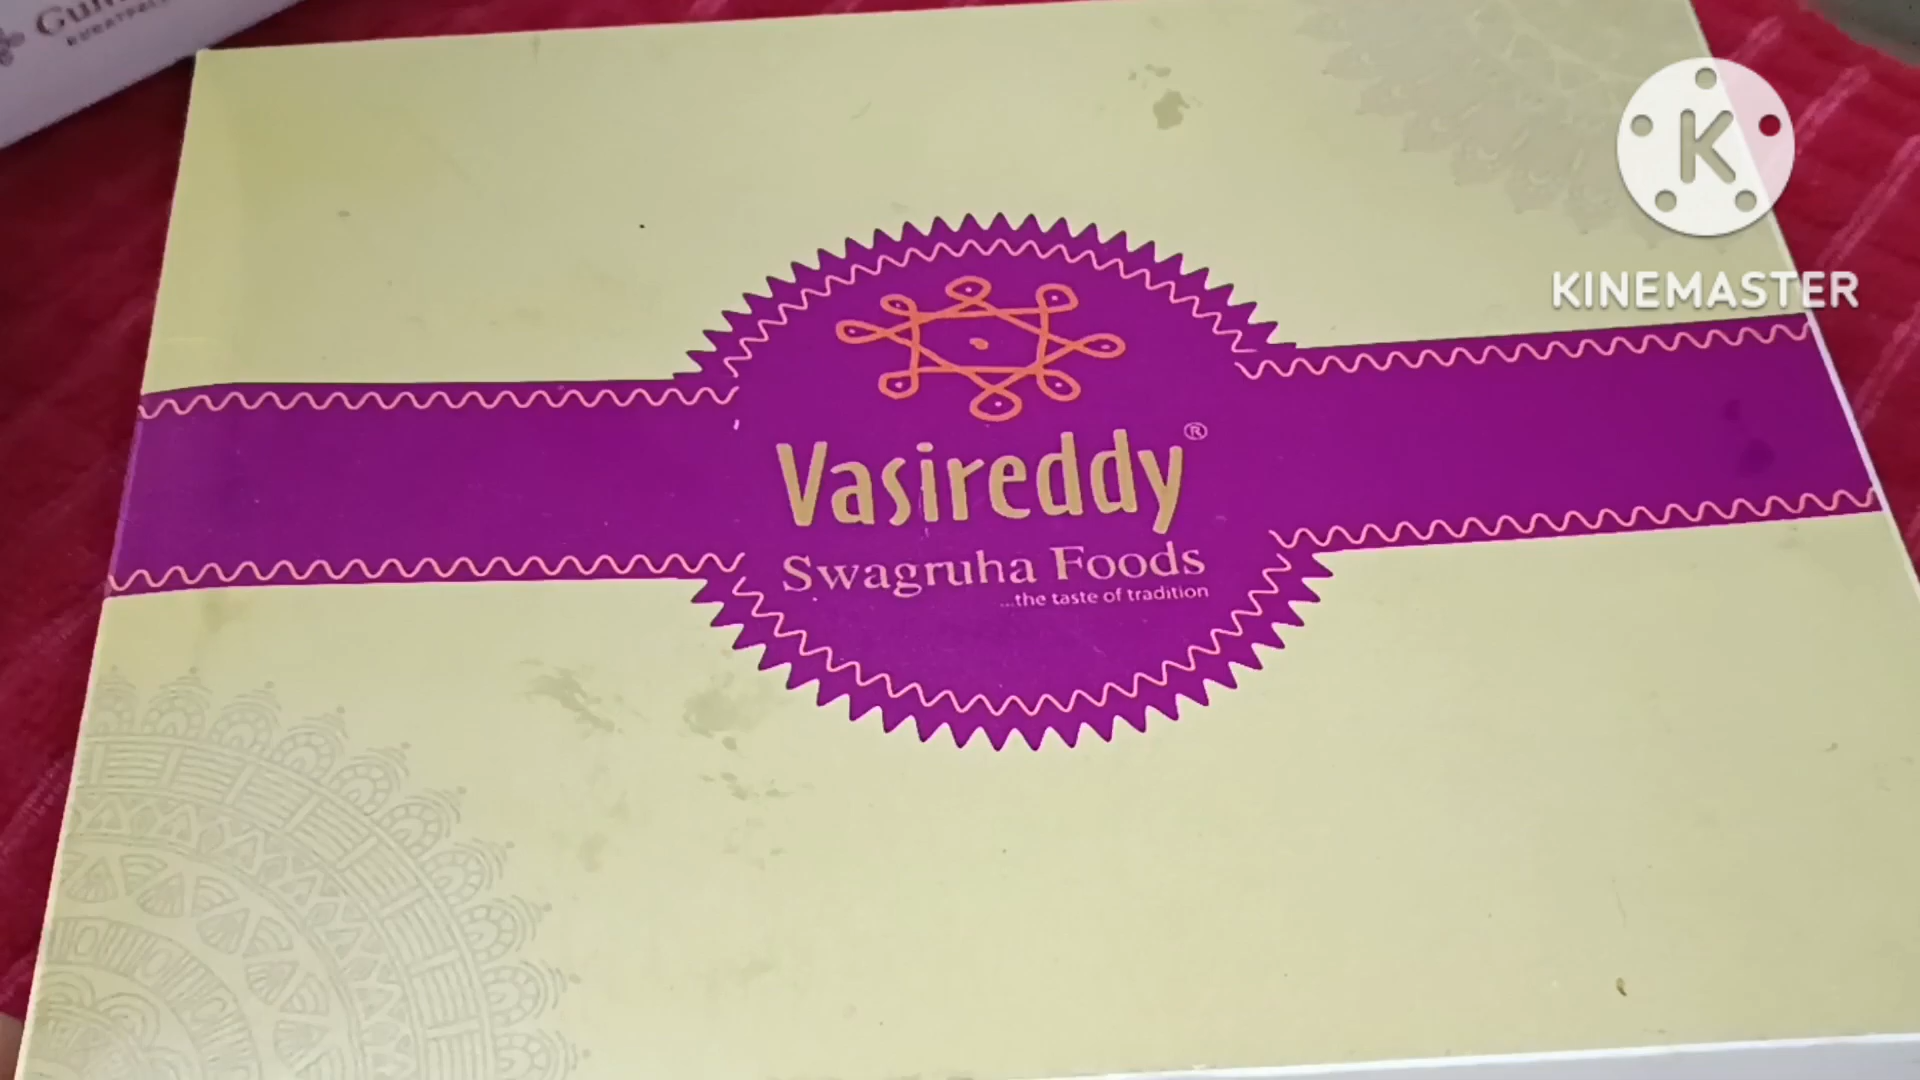 KINEMASTER
Vasireddy®
Swagruha Foods
...the taste of tradition